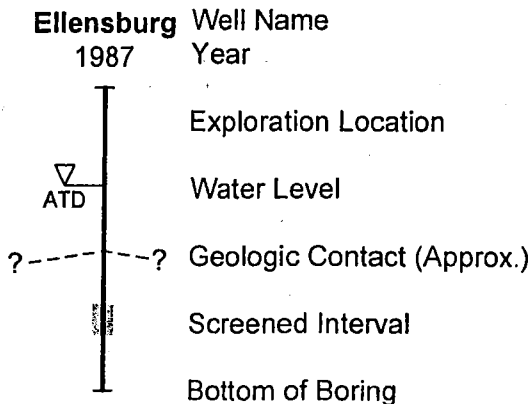 Ellensburg Well Name
1987 Year
Exploration Location
ATD Water Level
? ? Geologic Contact (Approx.)
Screened Interval
Bottom of Boring